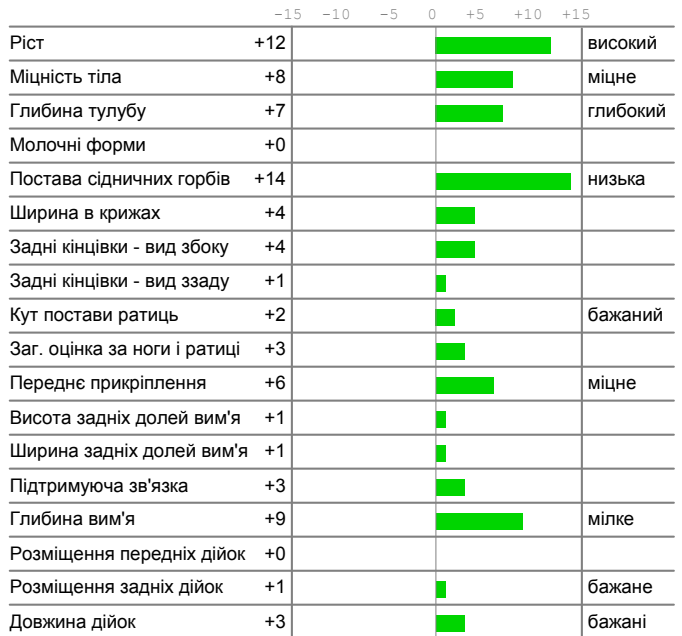 -15 -10 -5 0 +5 +10 +15
Ріст +12 високий
Міцність тіла +8 міцне
Глибина тулубу +7 глибокий
Молочні форми +0
Постава сідничних горбів +14 низька
Ширина в крижах +4
Задні кінцівки - вид збоку +4
Задні кінцівки - вид ззаду +1
Кут постави ратиць +2 бажаний
Заг. оцінка за ноги і ратиці +3
Переднє прикріплення +6 міцне
Висота задніх долей вим'я +1
Ширина задніх долей вим'я +1
Підтримуюча зв'язка +3
Глибина вим'я +9 мілке
Розміщення передніх дійок +0
Розміщення задніх дійок +1 бажане
Довжина дійок +3 бажані